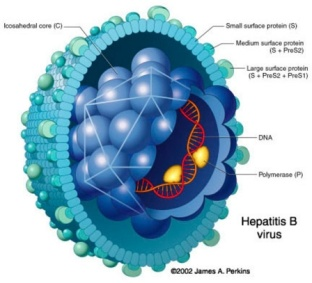 Icosahedral core (C)
Small surface protein (S)
Medium surface protein
(S + PreS2)
Large surface protein
(S + PreS2 + PreS1)
DNA
Polymerase (P)
Hepatitis B
virus
©2002 James A. Perkins